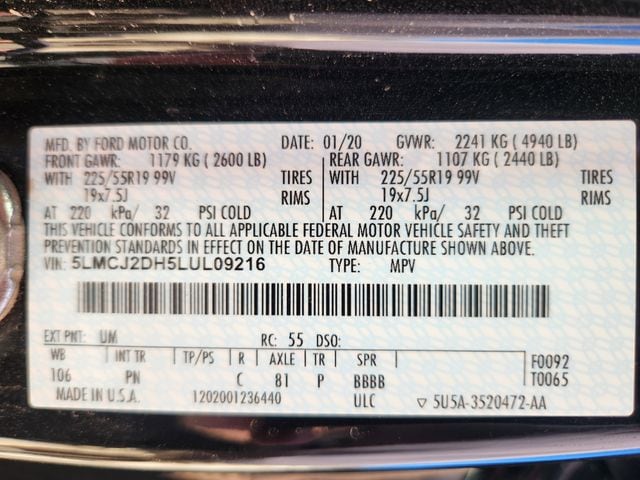 MFD. BY FORD MOTOR CO. DATE: 01/20 GVWR: 2241 KG ( 4940 LB)
FRONT GAWR: 1179 KG ( 2600 LB) REAR GAWR: 1107 KG ( 2440 LB)
WITH 225/55R19 99V TIRES WITH 225/55R19 99V TIRES
19x7.5J RIMS 19x7.5J RIMS
AT 220 kPa/ 32 PSI COLD AT 220 kPa/ 32 PSI COLD
THIS VEHICLE CONFORMS TO ALL APPLICABLE FEDERAL MOTOR VEHICLE SAFETY AND THEFT
PREVENTION STANDARDS IN EFFECT ON THE DATE OF MANUFACTURE SHOWN ABOVE.
VIN: 5LMCJ2DH5LUL09216 TYPE: MPV
EXT PNT: UM RC: 55 DSO:
WB INT TR TP/PS R AXLE TR SPR F0092
106 PN C 81 P BBBB T0065
MADE IN U.S.A. 1202001236440 ULC ▽ 5U5A-3520472-AA